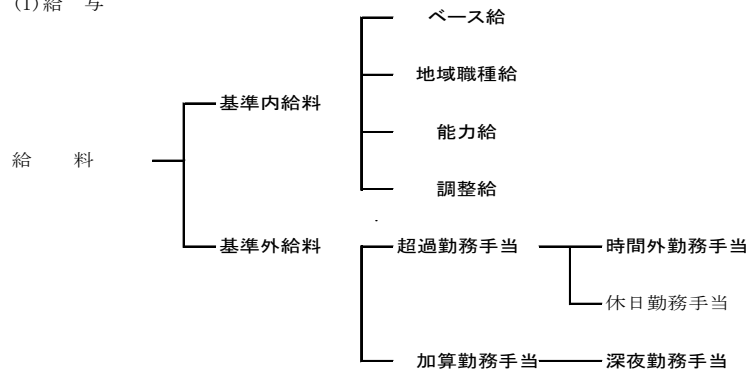 (1)給　与
ベース給
地域職種給
基準内給料
能力給
給　　料
調整給
基準外給料　超過勤務手当　時間外勤務手当
休日勤務手当
加算勤務手当　深夜勤務手当